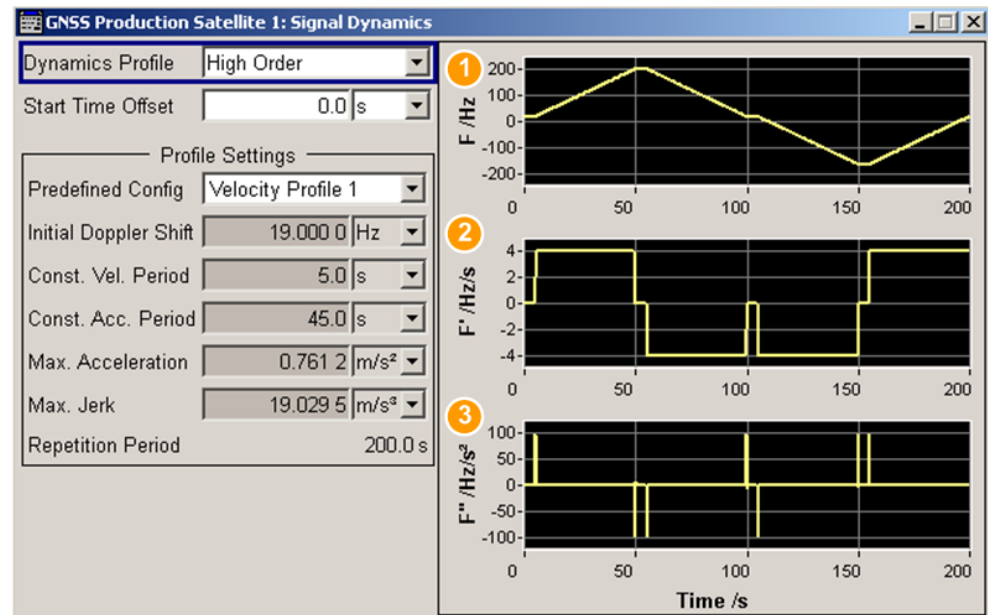 GNSS Production Satellite 1: Signal Dynamics
Dynamics Profile High Order
Start Time Offset 0.0 s
Profile Settings
Predefined Config Velocity Profile 1
Initial Doppler Shift 19.000 0 Hz
Const. Vel. Period 5.0 s
Const. Acc. Period 45.0 s
Max. Acceleration 0.761 2 m/s²
Max. Jerk 19.029 5 m/s³
Repetition Period 200.0 s
1
F /Hz
200
100
0
-100
-200
0 50 100 150 200
2
F' /Hz/s
4
2
0
-2
-4
0 50 100 150 200
3
F" /Hz/s²
100
50
0
-50
-100
0 50 100 150 200
Time /s